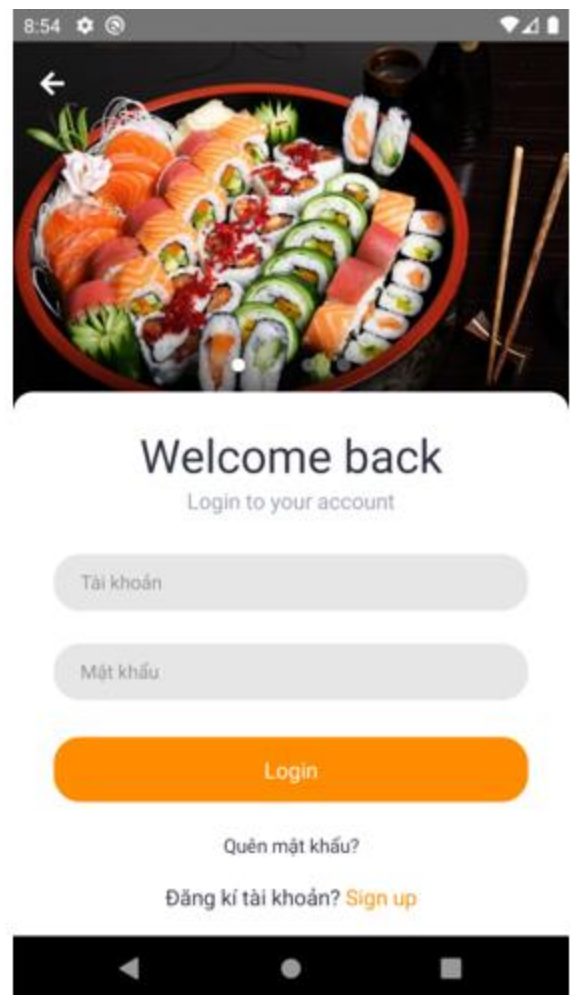 8:54
Welcome back
Login to your account
Tài khoản
Mật khẩu
Login
Quên mật khẩu?
Đăng kí tài khoản? Sign up